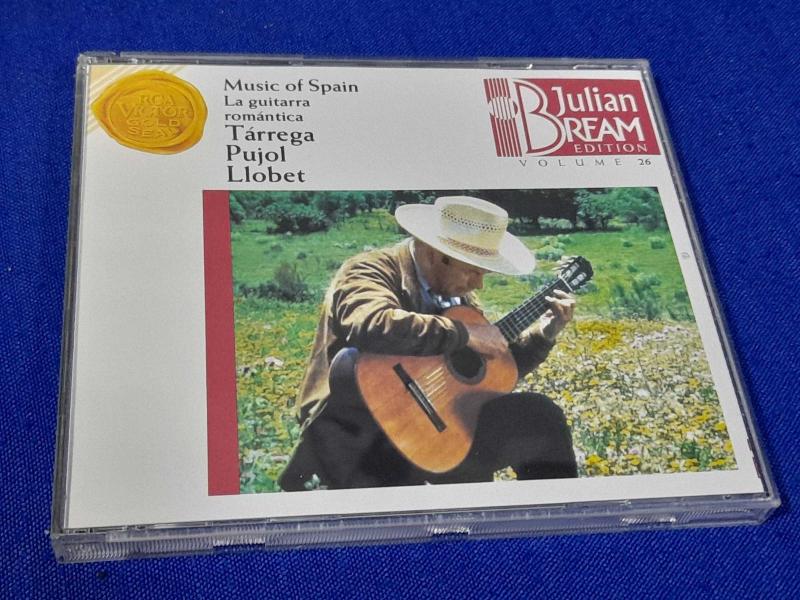 RCA
VICTOR
GOLD
SEAL
Music of Spain
La guitarra
romántica
Tárrega
Pujol
Llobet
Julian
BREAM
EDITION
VOLUME 26